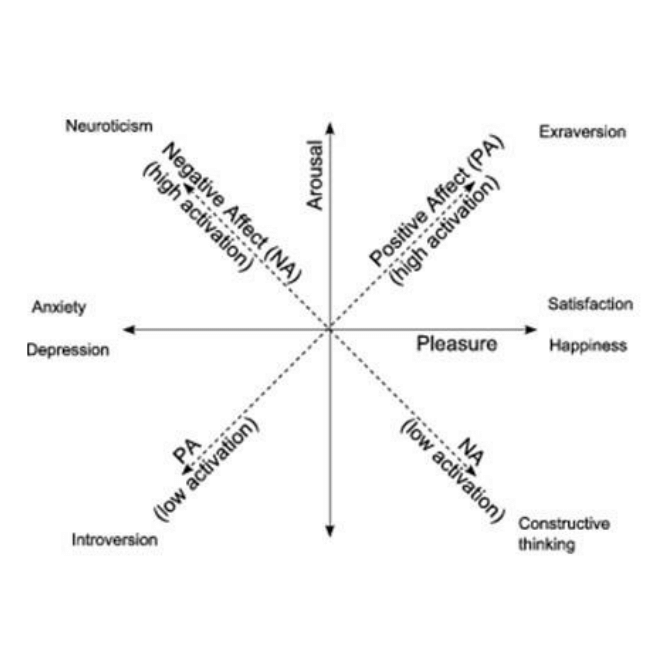 Neuroticism
Exraversion
Arousal
Negative Affect (NA)
(high activation)
Positive Affect (PA)
(high activation)
Anxiety
Satisfaction
Depression
Pleasure
Happiness
PA
(low activation)
NA
(low activation)
Introversion
Constructive
thinking